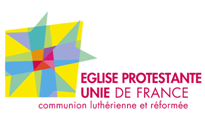 EGLISE PROTESTANTE
UNIE DE FRANCE
communion luthérienne et réformée